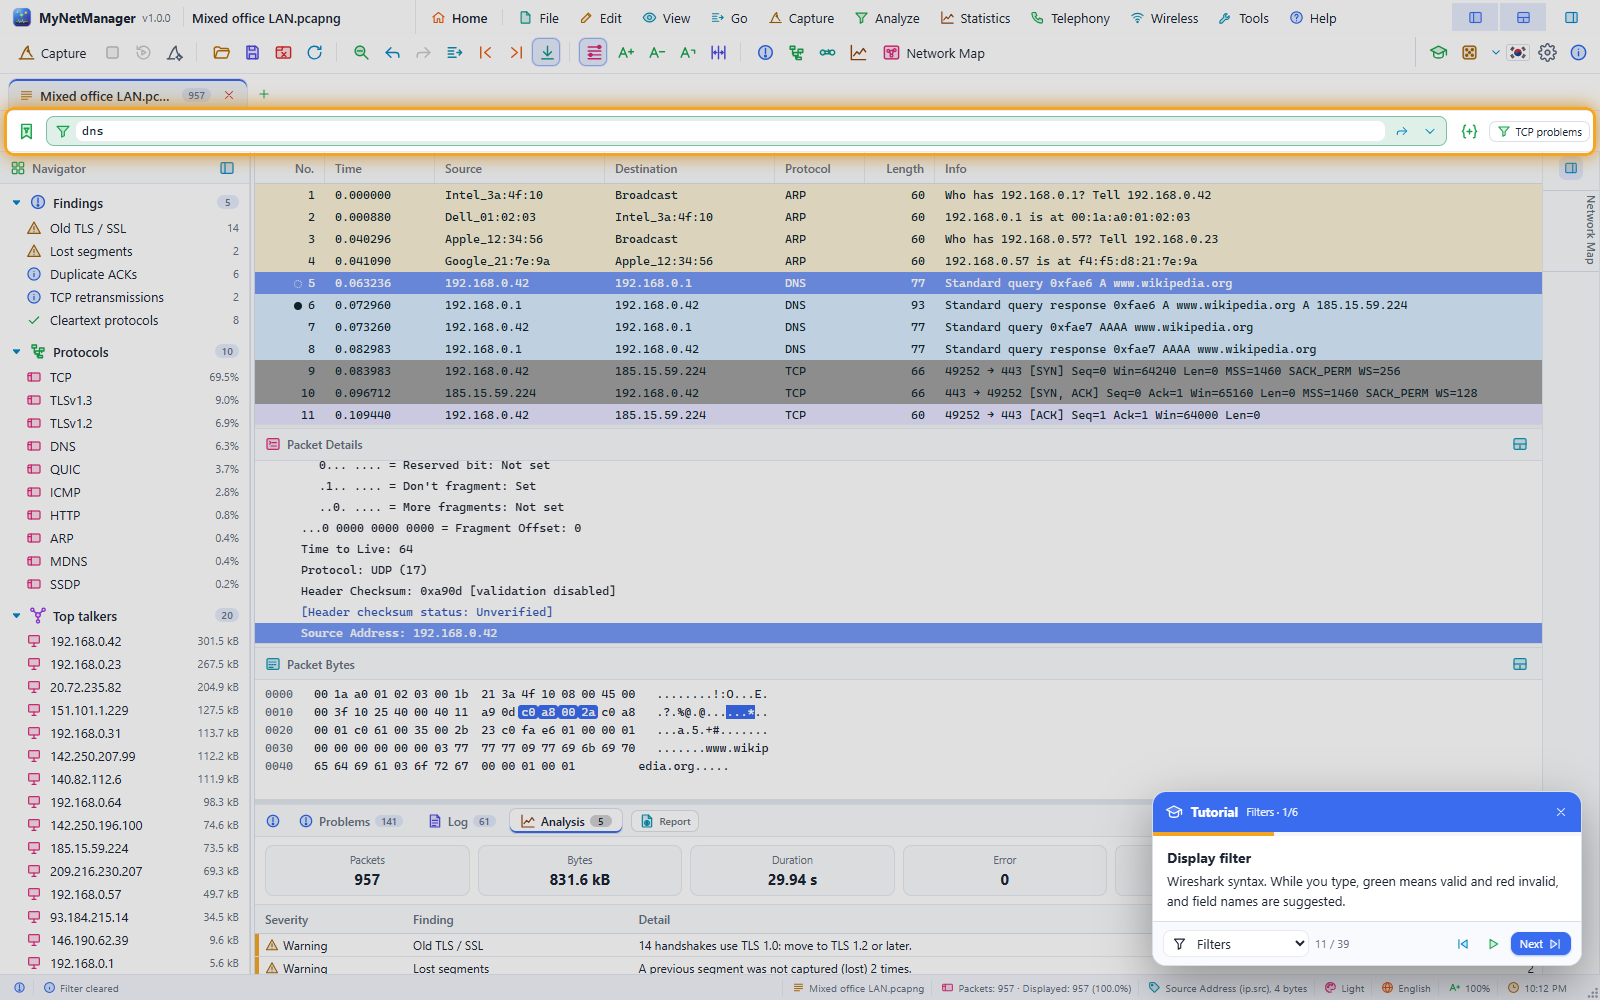 MyNetManager v1.0.0 Mixed office LAN.pcapng Home File Edit View Go Capture Analyze Statistics Telephony Wireless Tools Help
Capture A+ A- Network Map
Mixed office LAN.pc... 957
dns TCP problems
Navigator
Findings 5
Old TLS / SSL 14
Lost segments 2
Duplicate ACKs 6
TCP retransmissions 2
Cleartext protocols 8
Protocols 10
TCP 69.5%
TLSv1.3 9.0%
TLSv1.2 6.9%
DNS 6.3%
QUIC 3.7%
ICMP 2.8%
HTTP 0.8%
ARP 0.4%
MDNS 0.4%
SSDP 0.2%
Top talkers 20
192.168.0.42 301.5 kB
192.168.0.23 267.5 kB
20.72.235.82 204.9 kB
151.101.1.229 127.5 kB
192.168.0.31 113.7 kB
142.250.207.99 112.2 kB
140.82.112.6 111.9 kB
192.168.0.64 98.3 kB
142.250.196.100 74.6 kB
185.15.59.224 73.5 kB
209.216.230.207 69.3 kB
192.168.0.57 49.7 kB
93.184.215.14 34.5 kB
146.190.62.39 9.6 kB
192.168.0.1 5.6 kB
No. Time Source Destination Protocol Length Info
1 0.000000 Intel_3a:4f:10 Broadcast ARP 60 Who has 192.168.0.1? Tell 192.168.0.42
2 0.000880 Dell_01:02:03 Intel_3a:4f:10 ARP 60 192.168.0.1 is at 00:1a:a0:01:02:03
3 0.040296 Apple_12:34:56 Broadcast ARP 60 Who has 192.168.0.57? Tell 192.168.0.23
4 0.041090 Google_21:7e:9a Apple_12:34:56 ARP 60 192.168.0.57 is at f4:f5:d8:21:7e:9a
5 0.063236 192.168.0.42 192.168.0.1 DNS 77 Standard query 0xfae6 A www.wikipedia.org
6 0.072960 192.168.0.1 192.168.0.42 DNS 93 Standard query response 0xfae6 A www.wikipedia.org A 185.15.59.224
7 0.073260 192.168.0.42 192.168.0.1 DNS 77 Standard query 0xfae7 AAAA www.wikipedia.org
8 0.082983 192.168.0.1 192.168.0.42 DNS 77 Standard query response 0xfae7 AAAA www.wikipedia.org
9 0.083983 192.168.0.42 185.15.59.224 TCP 66 49252 → 443 [SYN] Seq=0 Win=64240 Len=0 MSS=1460 SACK_PERM WS=256
10 0.096712 185.15.59.224 192.168.0.42 TCP 66 443 → 49252 [SYN, ACK] Seq=0 Ack=1 Win=65160 Len=0 MSS=1460 SACK_PERM WS=128
11 0.109440 192.168.0.42 185.15.59.224 TCP 60 49252 → 443 [ACK] Seq=1 Ack=1 Win=64000 Len=0
Network Map
Packet Details
0... .... = Reserved bit: Not set
.1.. .... = Don't fragment: Set
..0. .... = More fragments: Not set
...0 0000 0000 0000 = Fragment Offset: 0
Time to Live: 64
Protocol: UDP (17)
Header Checksum: 0xa90d [validation disabled]
[Header checksum status: Unverified]
Source Address: 192.168.0.42
Packet Bytes
0000 00 1a a0 01 02 03 00 1b 21 3a 4f 10 08 00 45 00 ........!:O...E.
0010 00 3f 10 25 40 00 40 11 a9 0d c0 a8 00 2a c0 a8 .?.%@.@......*..
0020 00 01 c0 61 00 35 00 2b 23 c0 fa e6 01 00 00 01 ...a.5.+#.......
0030 00 00 00 00 00 00 03 77 77 77 09 77 69 6b 69 70 .......www.wikip
0040 65 64 69 61 03 6f 72 67 00 00 01 00 01 edia.org.....
Problems 141 Log 61 Analysis 5 Report
Packets 957
Bytes 831.6 kB
Duration 29.94 s
Error 0
Severity Finding Detail
Warning Old TLS / SSL 14 handshakes use TLS 1.0: move to TLS 1.2 or later.
Warning Lost segments A previous segment was not captured (lost) 2 times. 2
Tutorial Filters · 1/6
Display filter
Wireshark syntax. While you type, green means valid and red invalid,
and field names are suggested.
Filters 11 / 39 Next
Filter cleared Mixed office LAN.pcapng Packets: 957 · Displayed: 957 (100.0%) Source Address (ip.src), 4 bytes Light English A+ 100% 10:12 PM